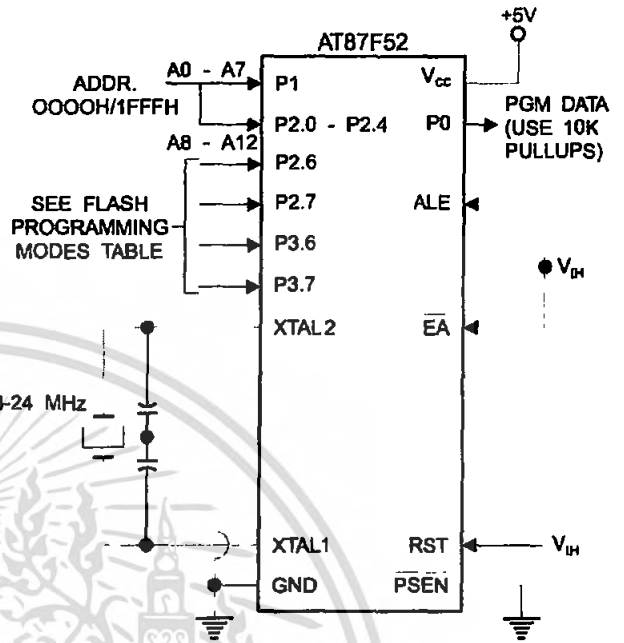 +5V
AT87F52
ADDR.
OOOOH/1FFFH
A0 - A7
P1
Vcc
P2.0 - P2.4
P0
PGM DATA
(USE 10K
PULLUPS)
A8 - A12
P2.6
P2.7
ALE
SEE FLASH
PROGRAMMING
MODES TABLE
P3.6
P3.7
VIH
XTAL2
EA
-24 MHz
XTAL1
RST
VIH
GND
PSEN